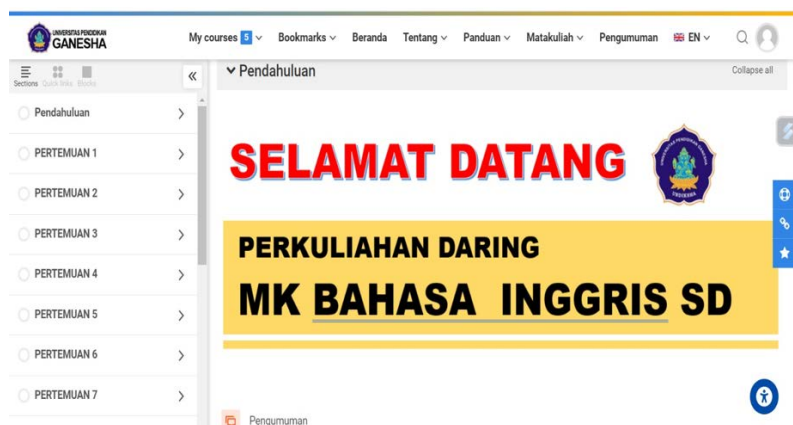 UNIVERSITAS PENDIDIKAN
GANESHA
My courses 5 Bookmarks Beranda Tentang Panduan Matakuliah Pengumuman EN
Sections Quick links Blocks
Pendahuluan
PERTEMUAN 1
PERTEMUAN 2
PERTEMUAN 3
PERTEMUAN 4
PERTEMUAN 5
PERTEMUAN 6
PERTEMUAN 7
Pendahuluan Collapse all
SELAMAT DATANG
UNDIKSHA
PERKULIAHAN DARING
MK BAHASA INGGRIS SD
Pengumuman